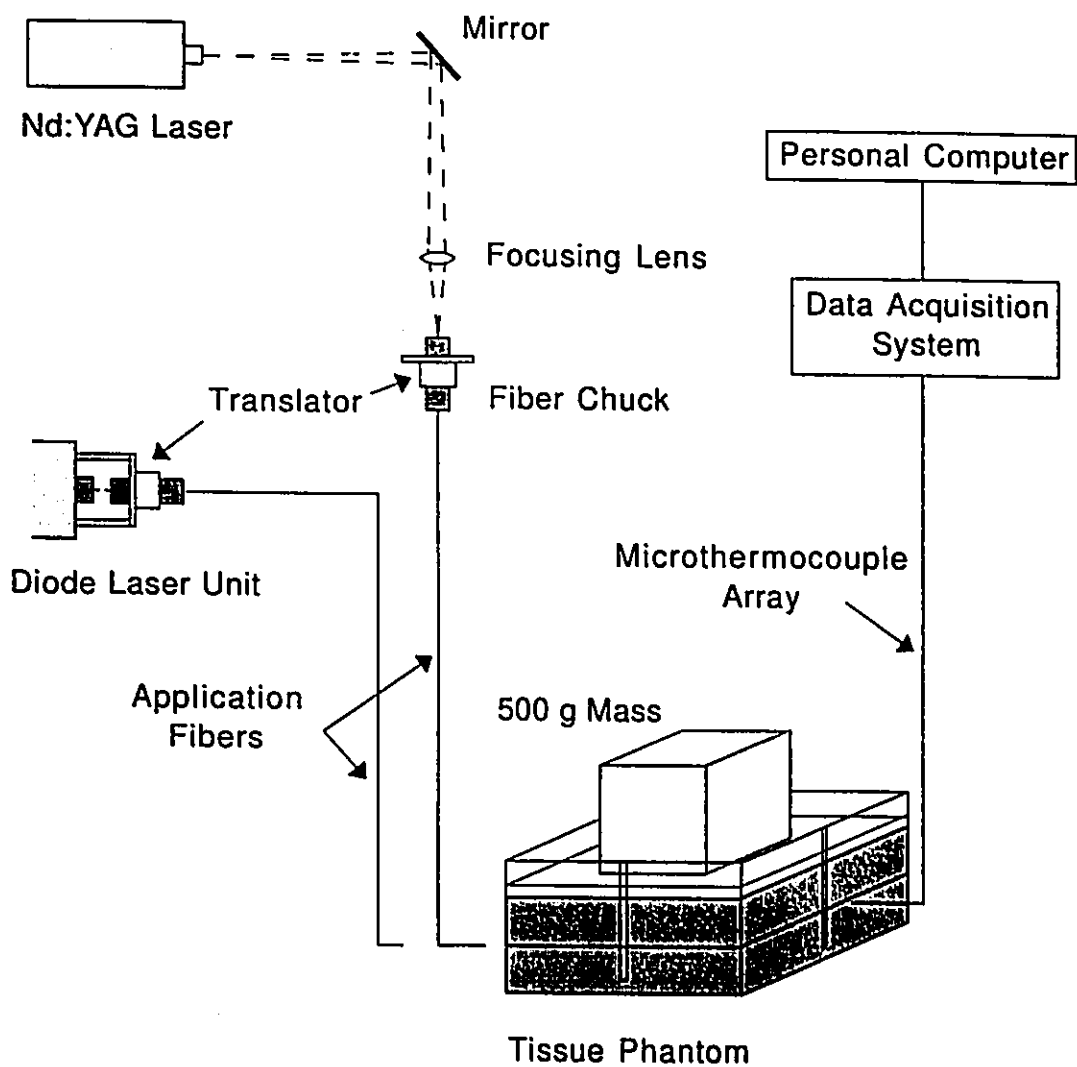 Mirror
Nd:YAG Laser
Personal Computer
Focusing Lens
Data Acquisition
System
Translator
Fiber Chuck
Diode Laser Unit
Microthermocouple
Array
Application
Fibers
500 g Mass
Tissue Phantom